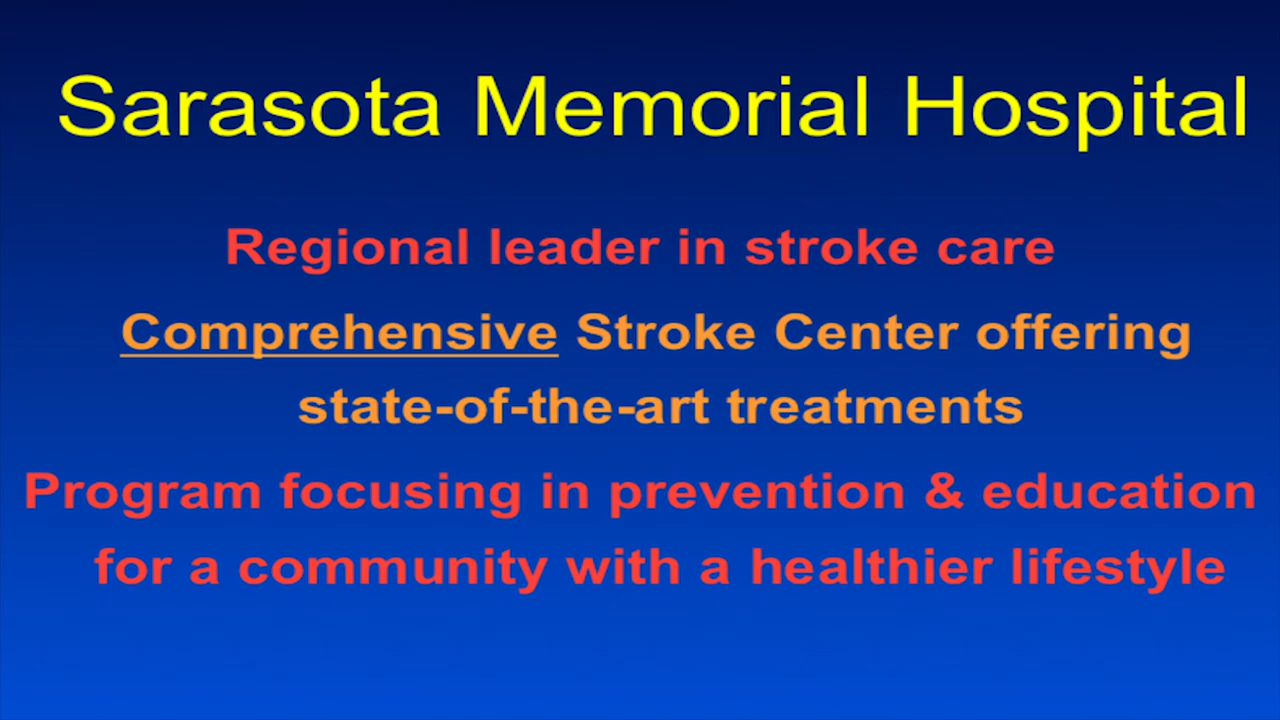 Sarasota Memorial Hospital
Regional leader in stroke care
Comprehensive Stroke Center offering
state-of-the-art treatments
Program focusing in prevention & education
for a community with a healthier lifestyle